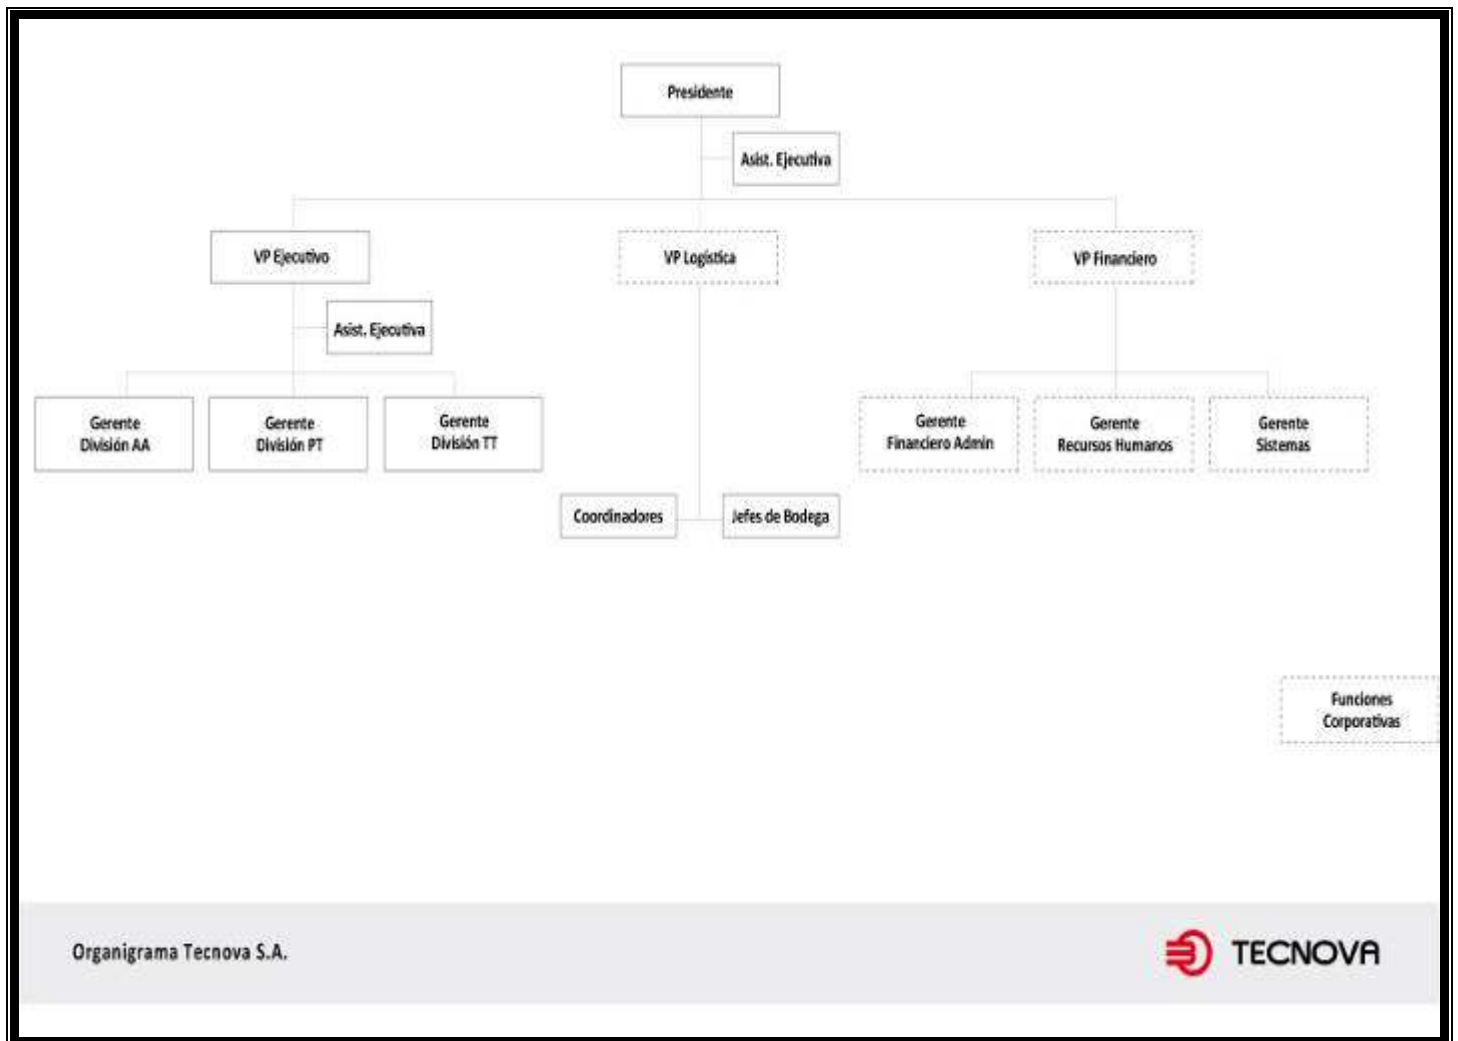 Presidente
Asist. Ejecutiva
VP Ejecutivo
VP Logística
VP Financiero
Asist. Ejecutiva
Gerente
División AA
Gerente
División PT
Gerente
División TT
Gerente
Financiero Admin
Gerente
Recursos Humanos
Gerente
Sistemas
Coordinadores
Jefes de Bodega
Funciones
Corporativas
Organigrama Tecnova S.A.
TECNOVA